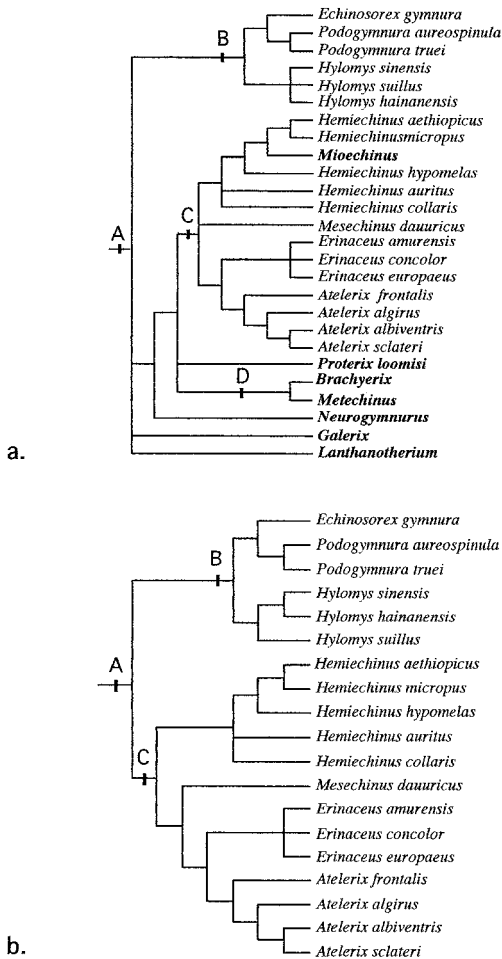 Echinosorex gymnura
B
Podogymnura aureospinula
Podogymnura truei
Hylomys sinensis
Hylomys suillus
Hylomys hainanensis
Hemiechinus aethiopicus
Hemiechinusmicropus
Mioechinus
Hemiechinus hypomelas
Hemiechinus auritus
C
Hemiechinus collaris
A
Mesechinus dauuricus
Erinaceus amurensis
Erinaceus concolor
Erinaceus europaeus
Atelerix frontalis
Atelerix algirus
Atelerix albiventris
Atelerix sclateri
Proterix loomisi
D
Brachyerix
Metechinus
Neurogymnurus
Galerix
a.
Lanthanotherium
Echinosorex gymnura
Podogymnura aureospinula
B
Podogymnura truei
Hylomys sinensis
Hylomys hainanensis
Hylomys suillus
A
Hemiechinus aethiopicus
Hemiechinus micropus
Hemiechinus hypomelas
Hemiechinus auritus
C
Hemiechinus collaris
Mesechinus dauuricus
Erinaceus amurensis
Erinaceus concolor
Erinaceus europaeus
Atelerix frontalis
Atelerix algirus
Atelerix albiventris
b.
Atelerix sclateri